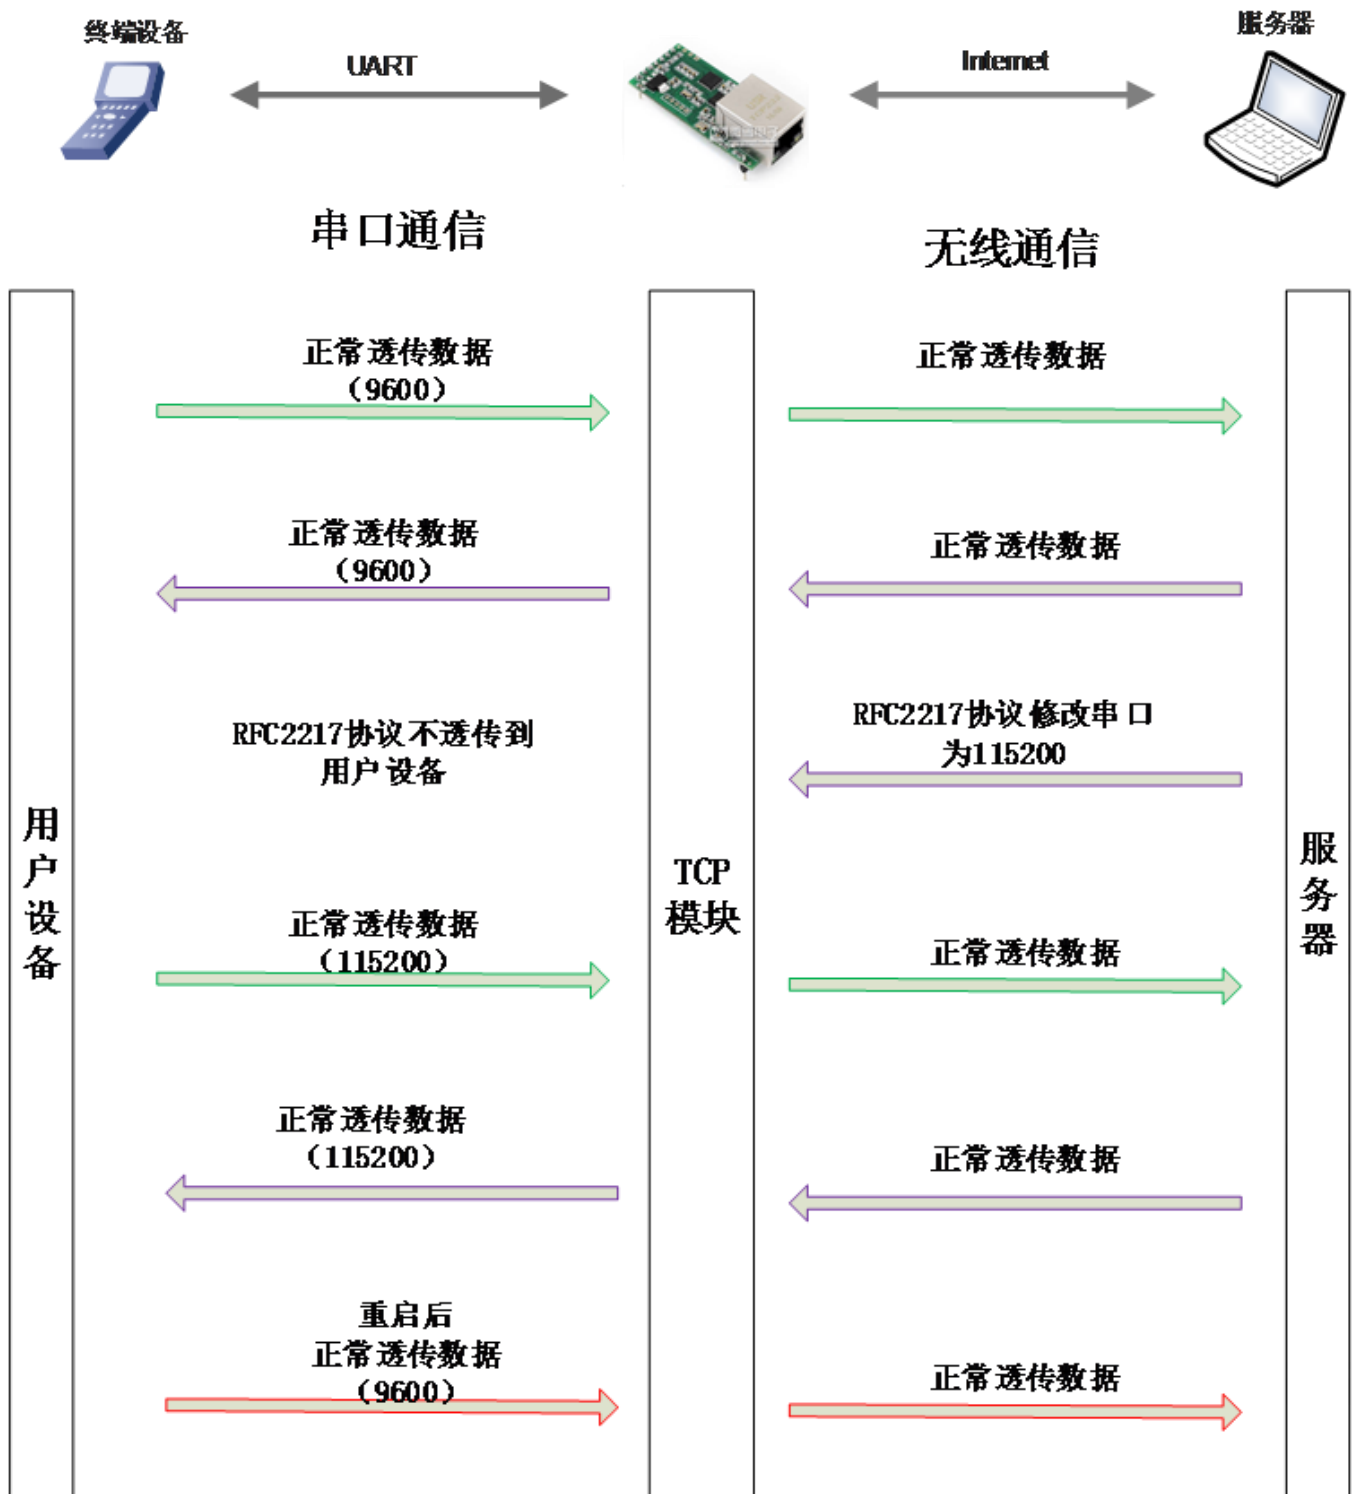 终端设备
UART
Internet
服务器
串口通信
无线通信
正常透传数据
（9600）
正常透传数据
正常透传数据
（9600）
正常透传数据
RFC2217协议不透传到
用户设备
RFC2217协议修改串口
为115200
用户设备
TCP
模块
服务器
正常透传数据
（115200）
正常透传数据
正常透传数据
（115200）
正常透传数据
重启后
正常透传数据
（9600）
正常透传数据